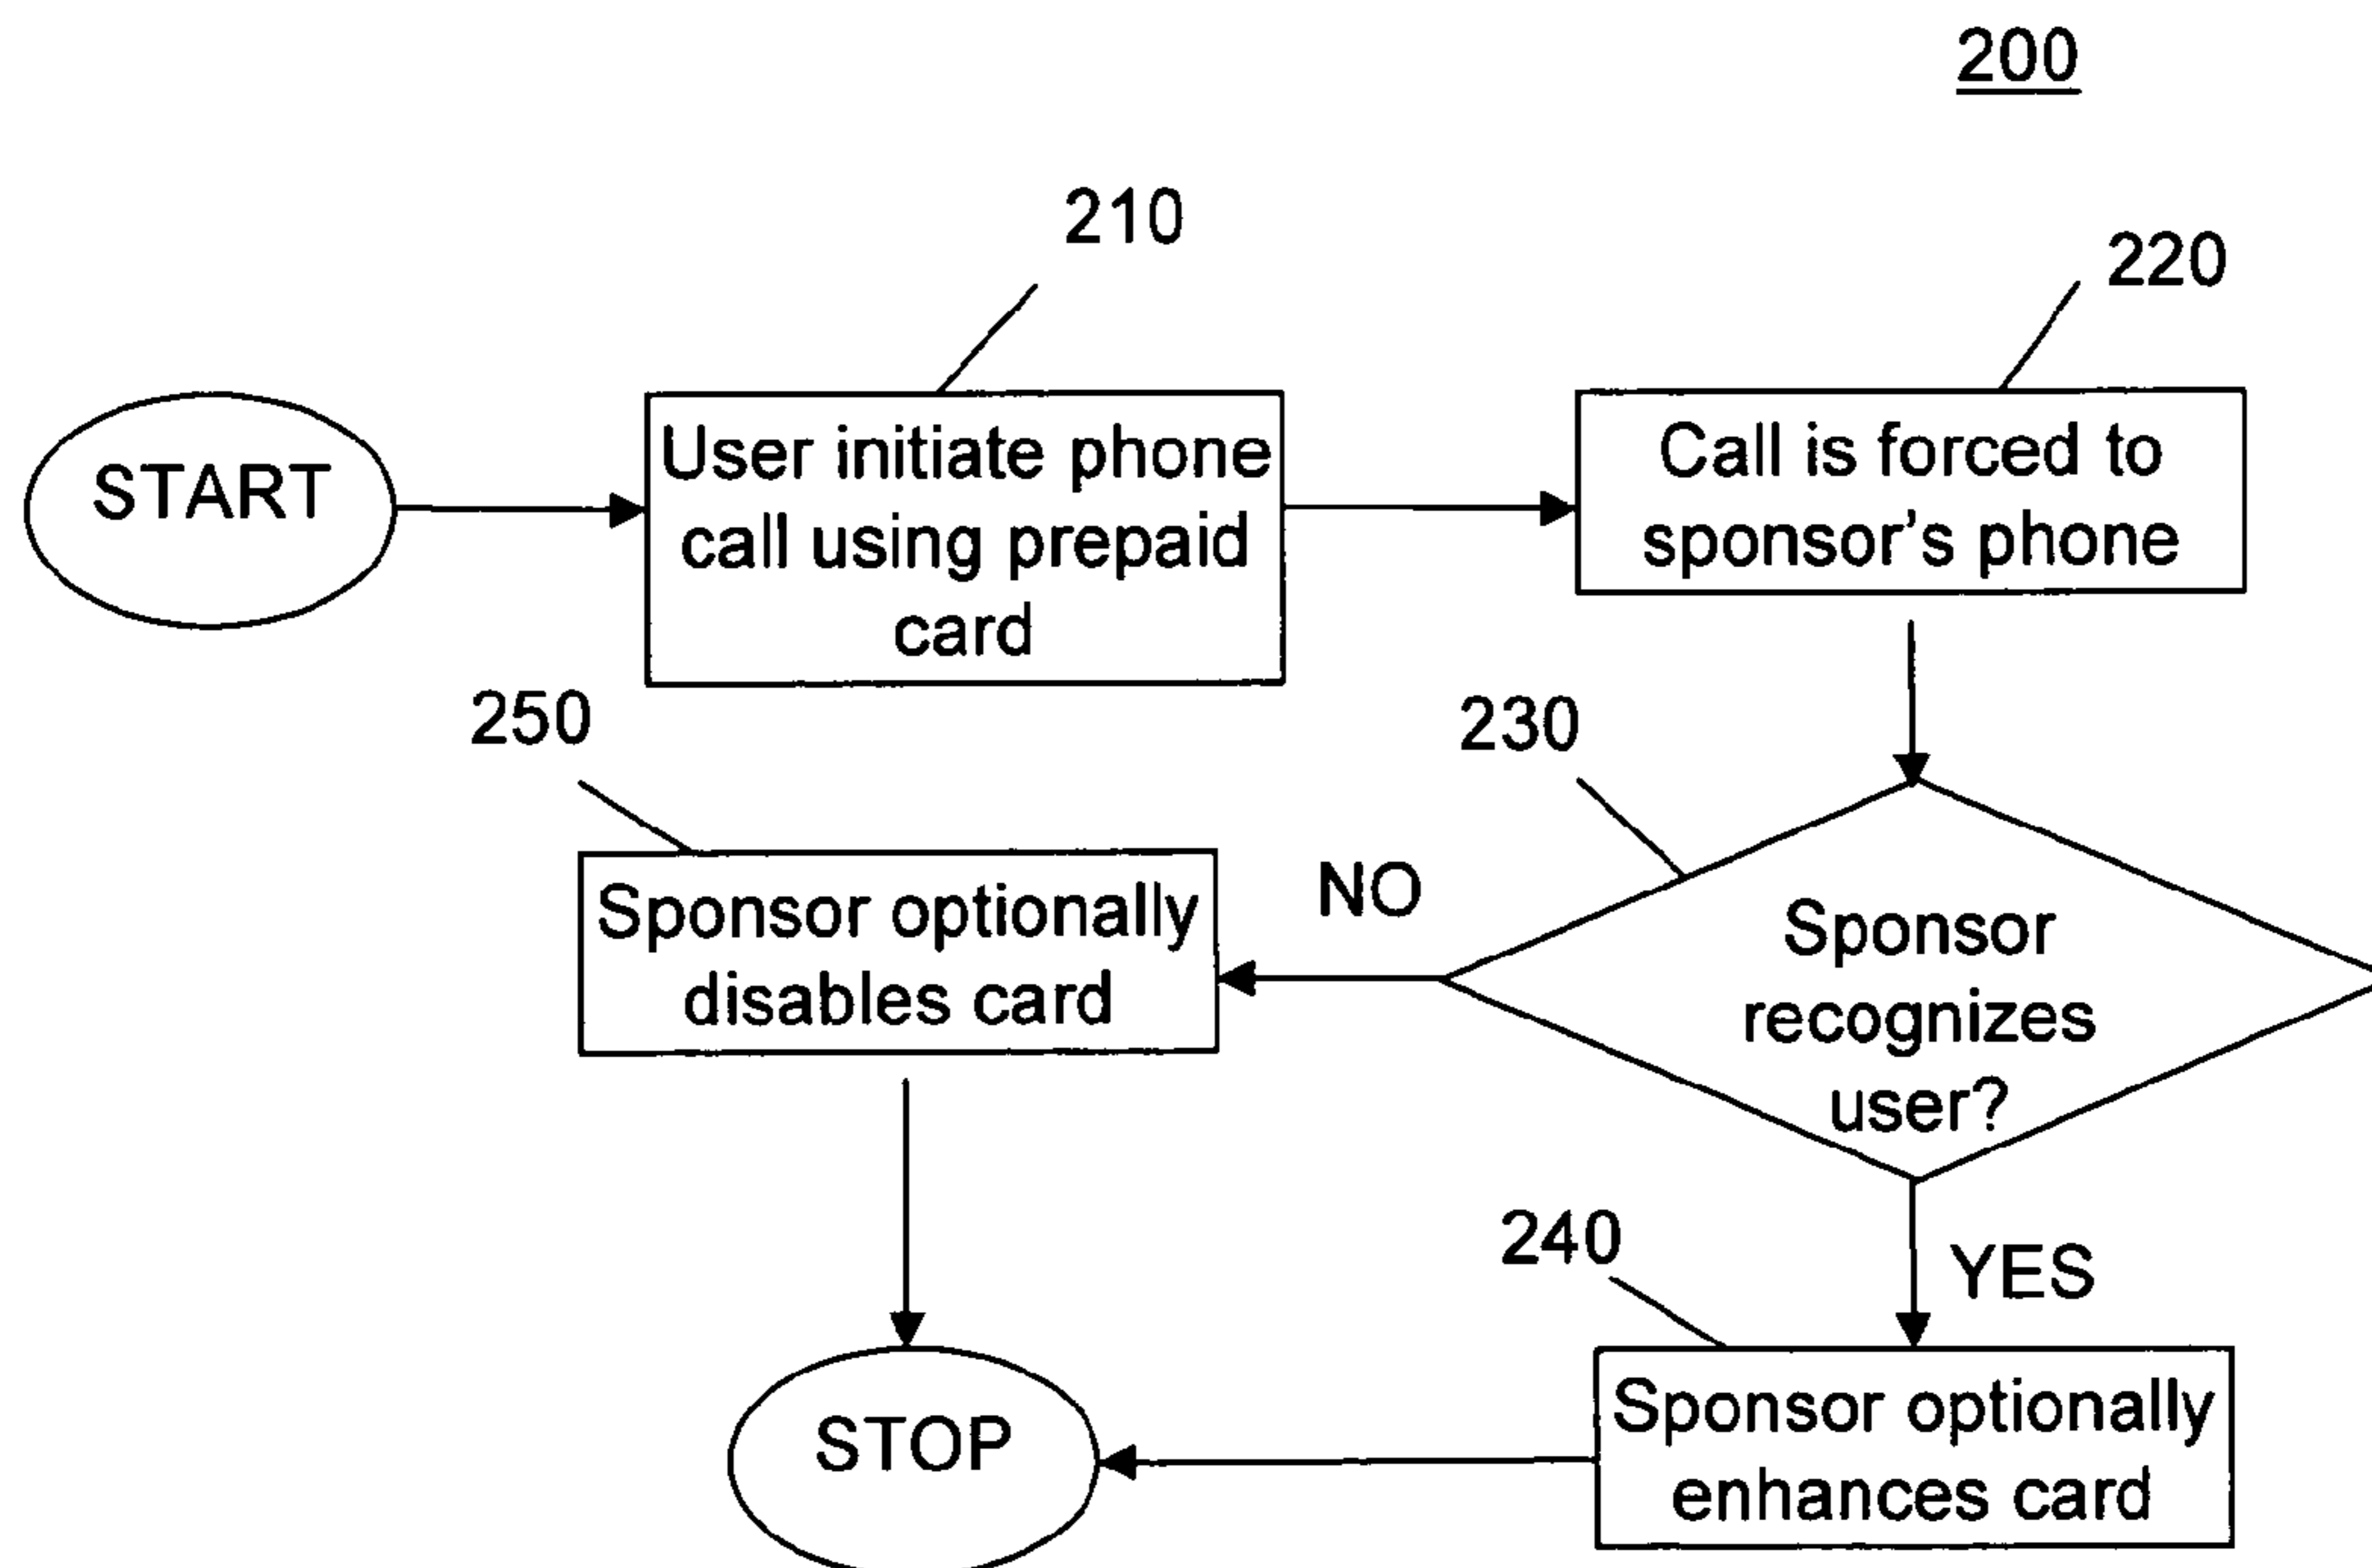 200
210
220
START
User initiate phone
call using prepaid
card
Call is forced to
sponsor's phone
250
230
Sponsor optionally
disables card
NO
Sponsor
recognizes
user?
240
YES
STOP
Sponsor optionally
enhances card